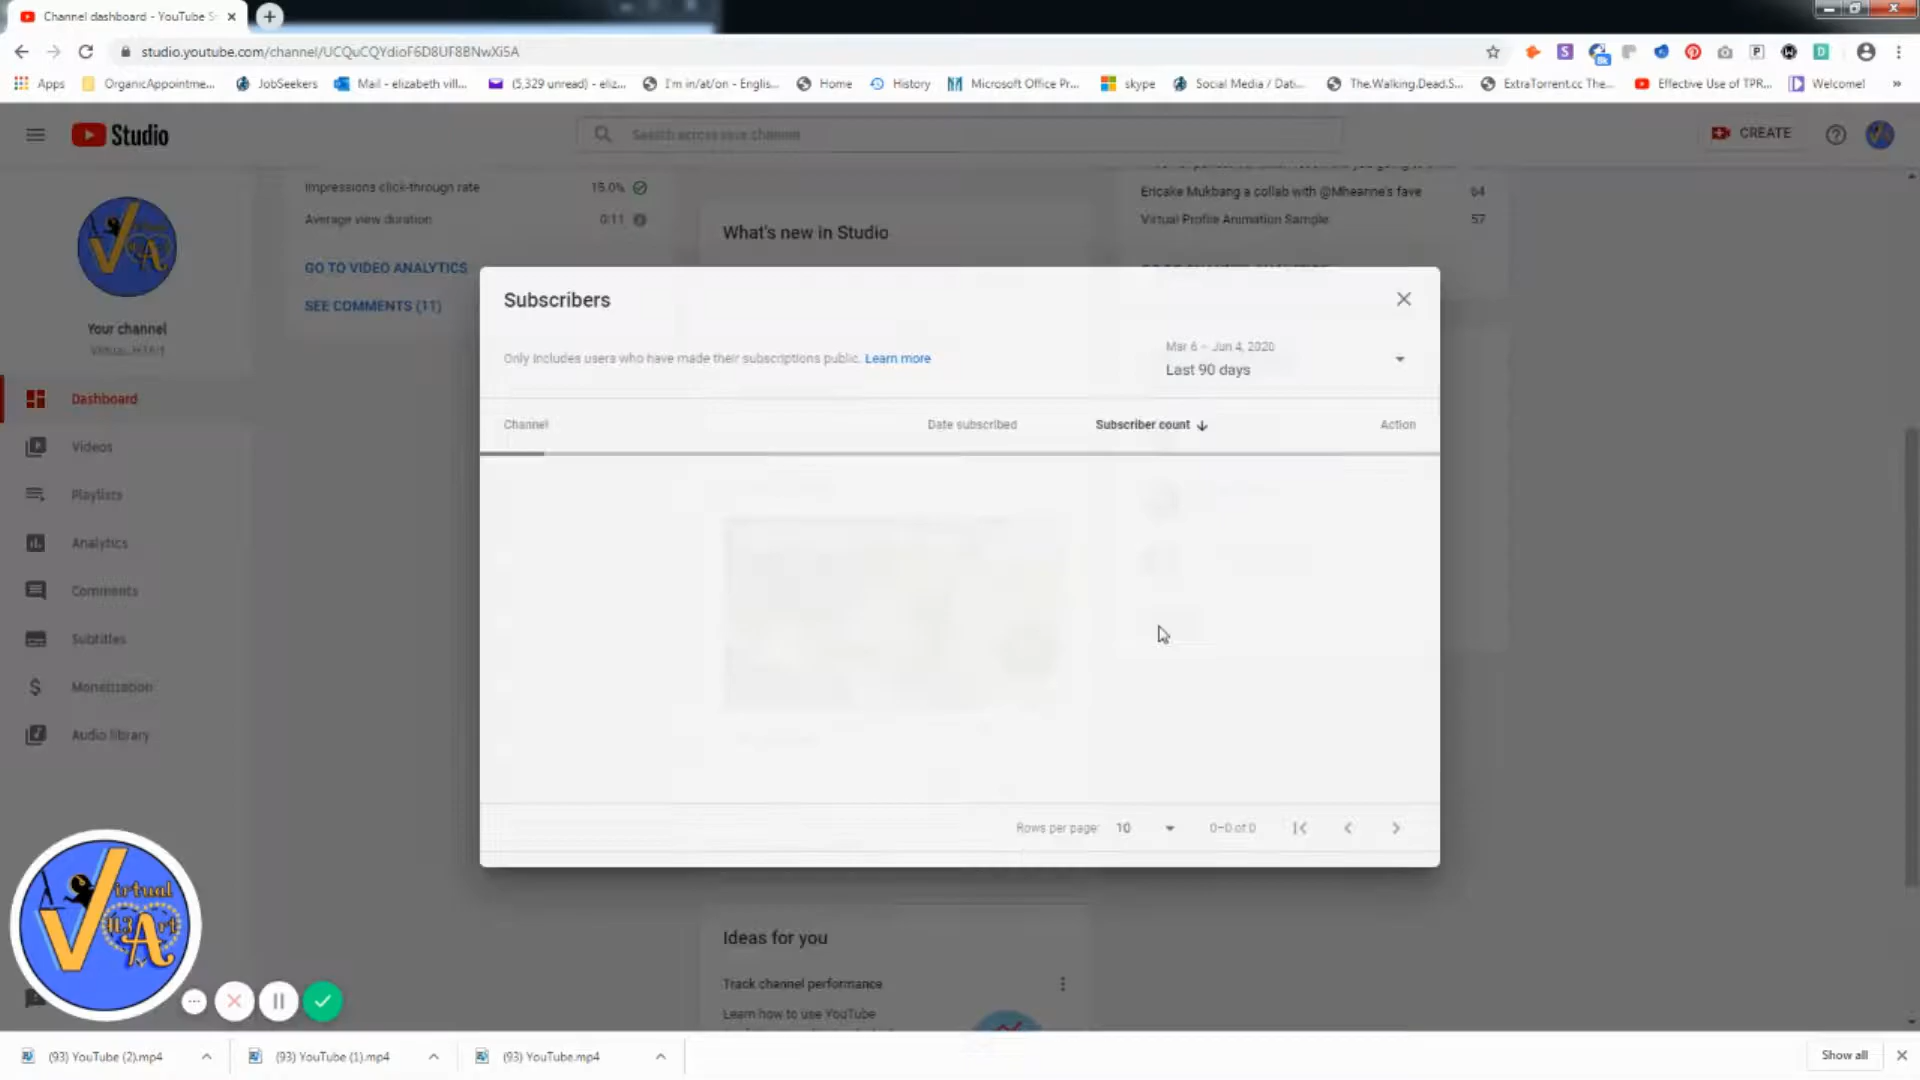 Channel dashboard - YouTube S
studio.youtube.com/channel/UCQuCQYdioF6D8UF8BNwXi5A
Apps
OrganicAppointme...
JobSeekers
Mail - elizabeth vill...
(5,329 unread) - eliz...
I'm in/at/on - Englis...
Home
History
Microsoft Office Pr...
skype
Social Media / Dati...
The.Walking.Dead.S...
ExtraTorrent.cc The...
Effective Use of TPR...
Welcome!
»
Studio
Search across your channel
CREATE
Your channel
Dashboard
Videos
Playlists
Analytics
Comments
Subtitles
Monetization
Audio library
Impressions click-through rate 15.0%
Average view duration 0:11
GO TO VIDEO ANALYTICS
SEE COMMENTS (11)
What's new in Studio
Ericake Mukbang a collab with @Mhearne's fave 64
Virtual Profile Animation Sample 57
Subscribers
Only includes users who have made their subscriptions public. Learn more
Mar 6 – Jun 4, 2020
Last 90 days
Channel Date subscribed Subscriber count Action
Rows per page: 10 0–0 of 0
Ideas for you
Track channel performance
Learn how to use YouTube
(93) YouTube (2).mp4
(93) YouTube (1).mp4
(93) YouTube.mp4
Show all